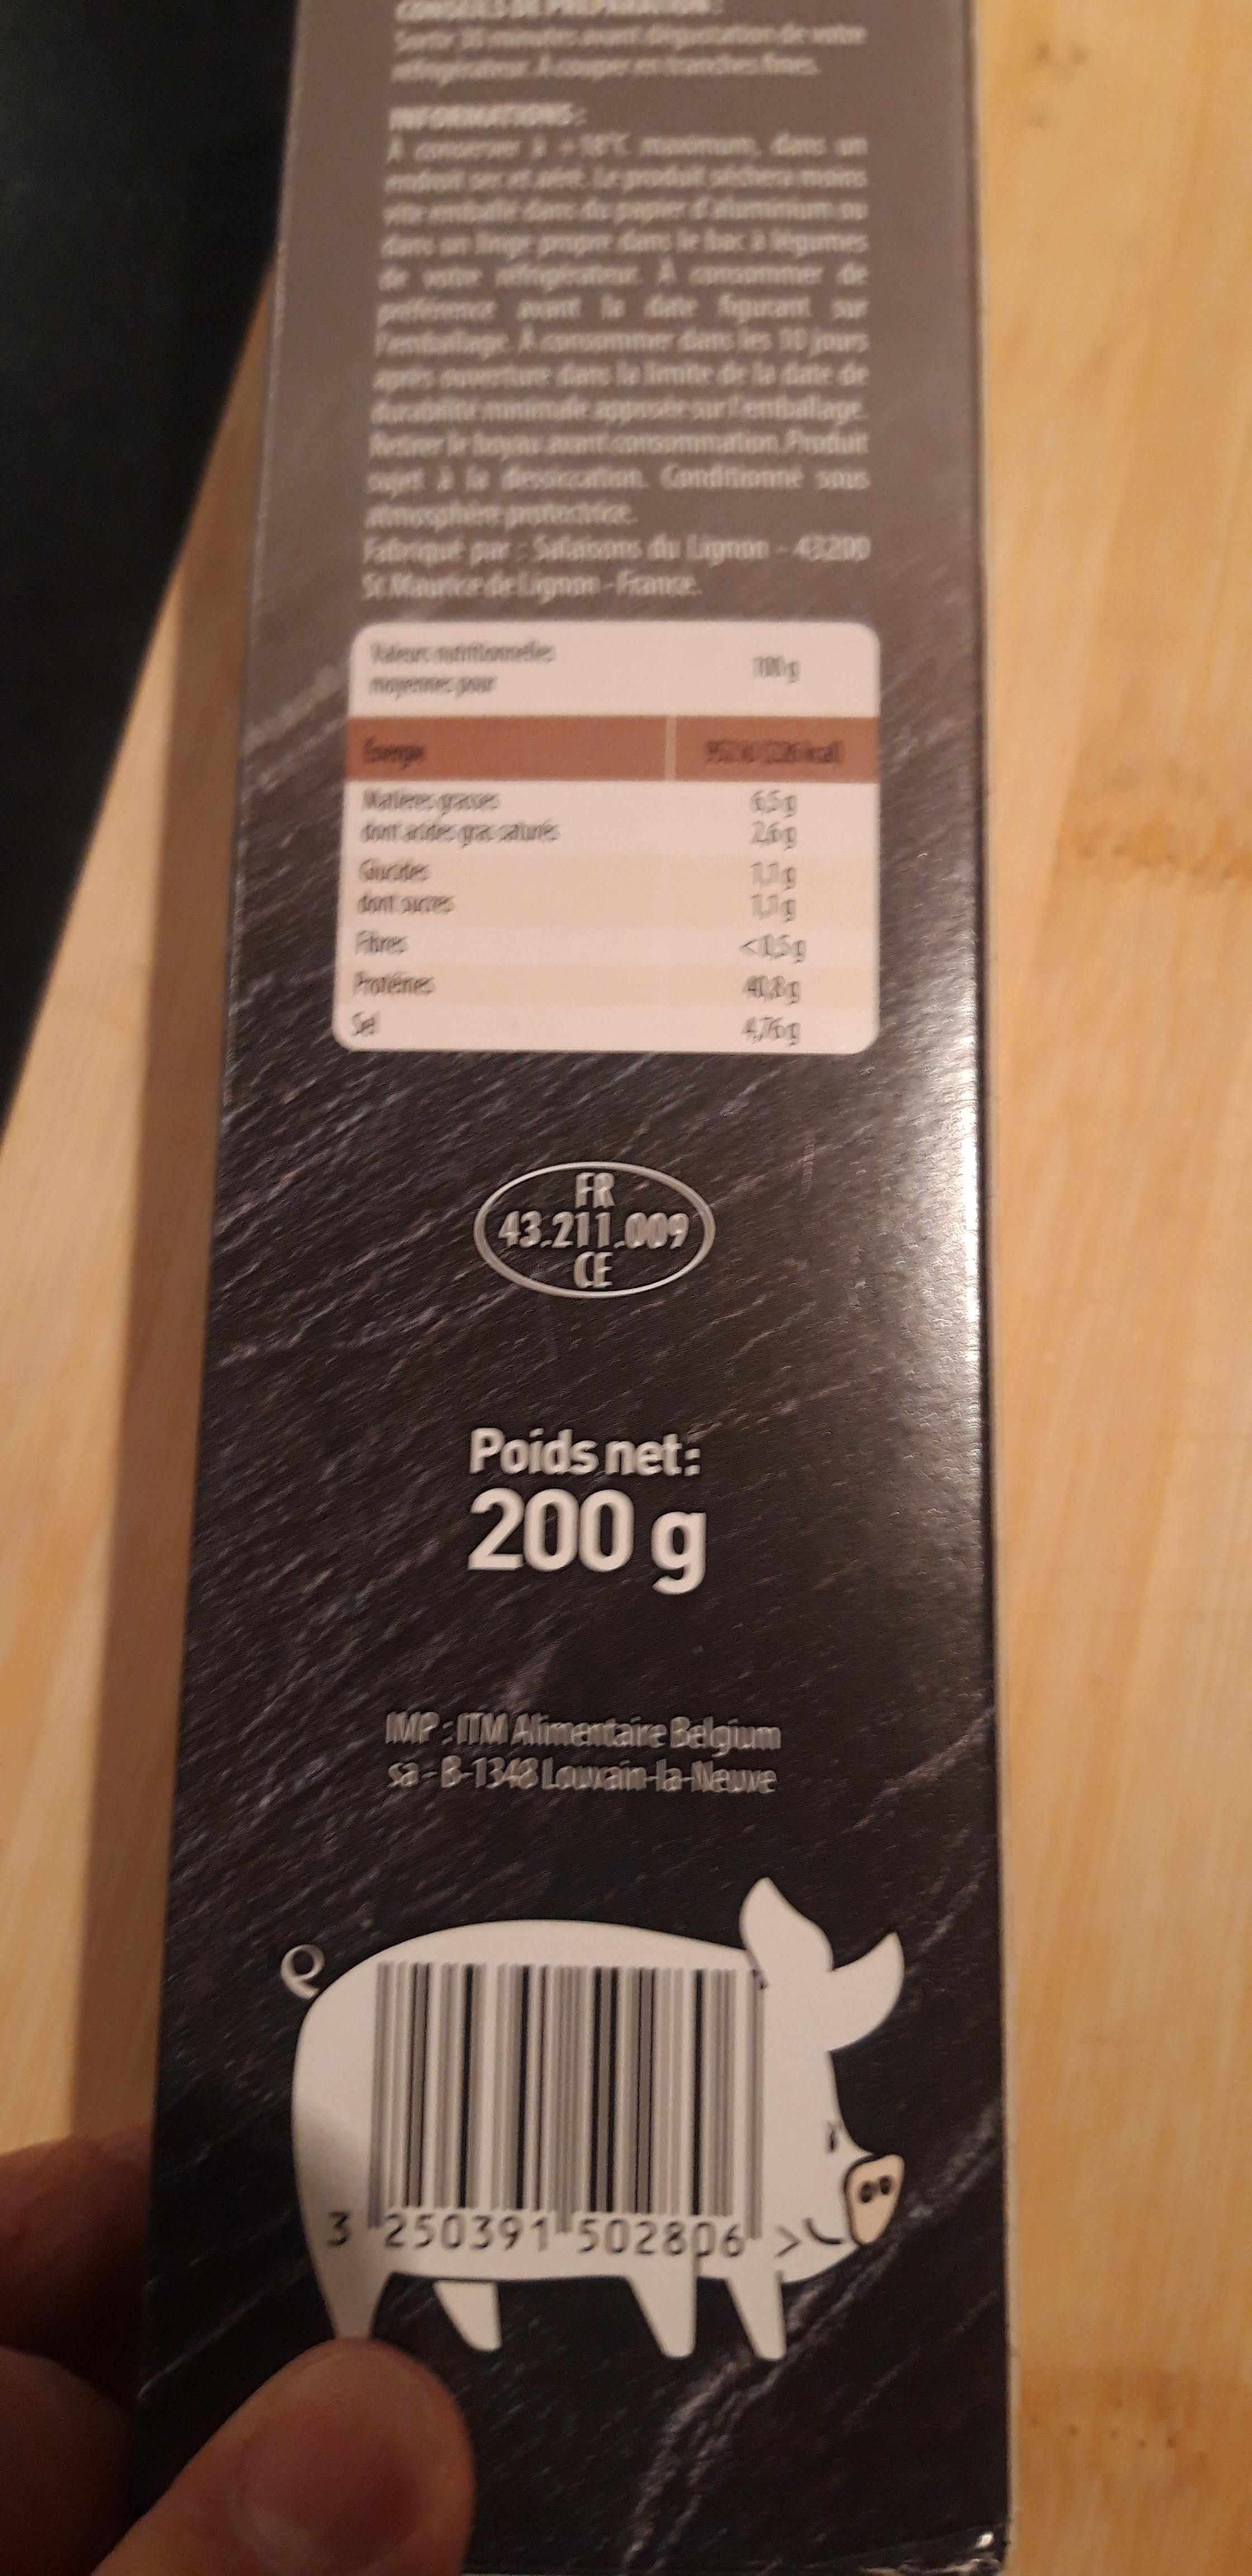 CONSEILS DE PRÉPARATION :
Sortir 30 minutes avant dégustation de votre
réfrigérateur. À couper en tranches fines.
INFORMATIONS :
À conserver à +18°C maximum, dans un
endroit sec et aéré. Le produit séchera moins
vite emballé dans du papier d'aluminium ou
dans un linge propre dans le bac à légumes
de votre réfrigérateur. À consommer de
préférence avant la date figurant sur
l'emballage. À consommer dans les 10 jours
après ouverture dans la limite de la date de
durabilité minimale apposée sur l'emballage.
Retirer le boyau avant consommation. Produit
sujet à la dessiccation. Conditionné sous
atmosphère protectrice.
Fabriqué par : Salaisons du Lignon - 43200
St Maurice de Lignon - France.
Valeurs nutritionnelles
moyennes pour 100 g
Énergie (226 kcal)
Matières grasses 6,5 g
dont acides gras saturés 2,6 g
Glucides 1,1 g
dont sucres 1,1 g
Fibres <0,5 g
Protéines 40,8 g
Sel 4,76 g
FR
43.211.009
CE
Poids net:
200 g
IMP : ITM Alimentaire Belgium
sa - B-1348 Louvain-la-Neuve
3 250391 502806 >